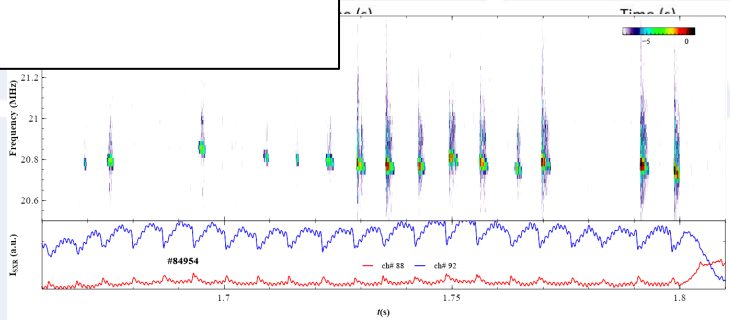 Time (s)
−5 0
21.2
21
20.8
20.6
Frequency (MHz)
I_SXR (a.u.)
#84954
ch# 88 ch# 92
1.7 1.75 1.8
t(s)